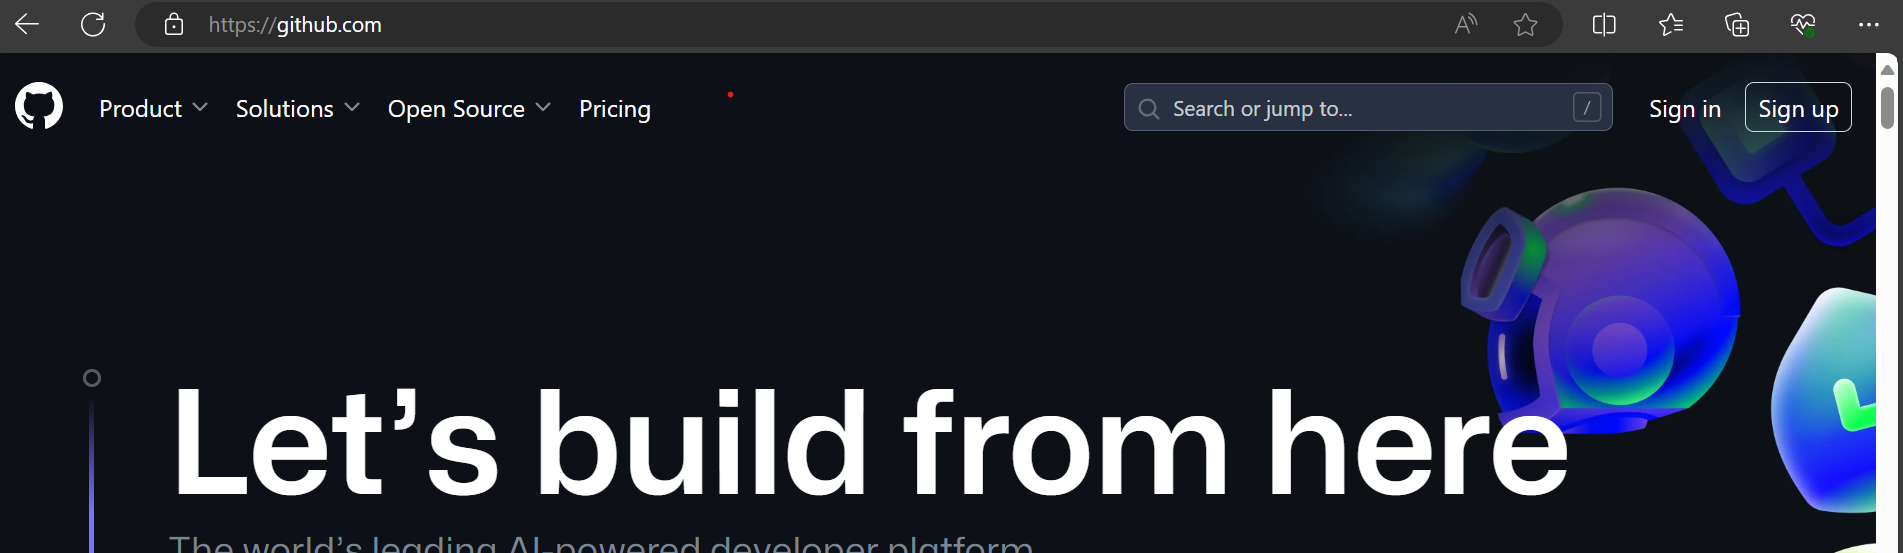 https://github.com
Product Solutions Open Source Pricing Search or jump to... / Sign in Sign up
Let’s build from here
The world’s leading AI-powered developer platform